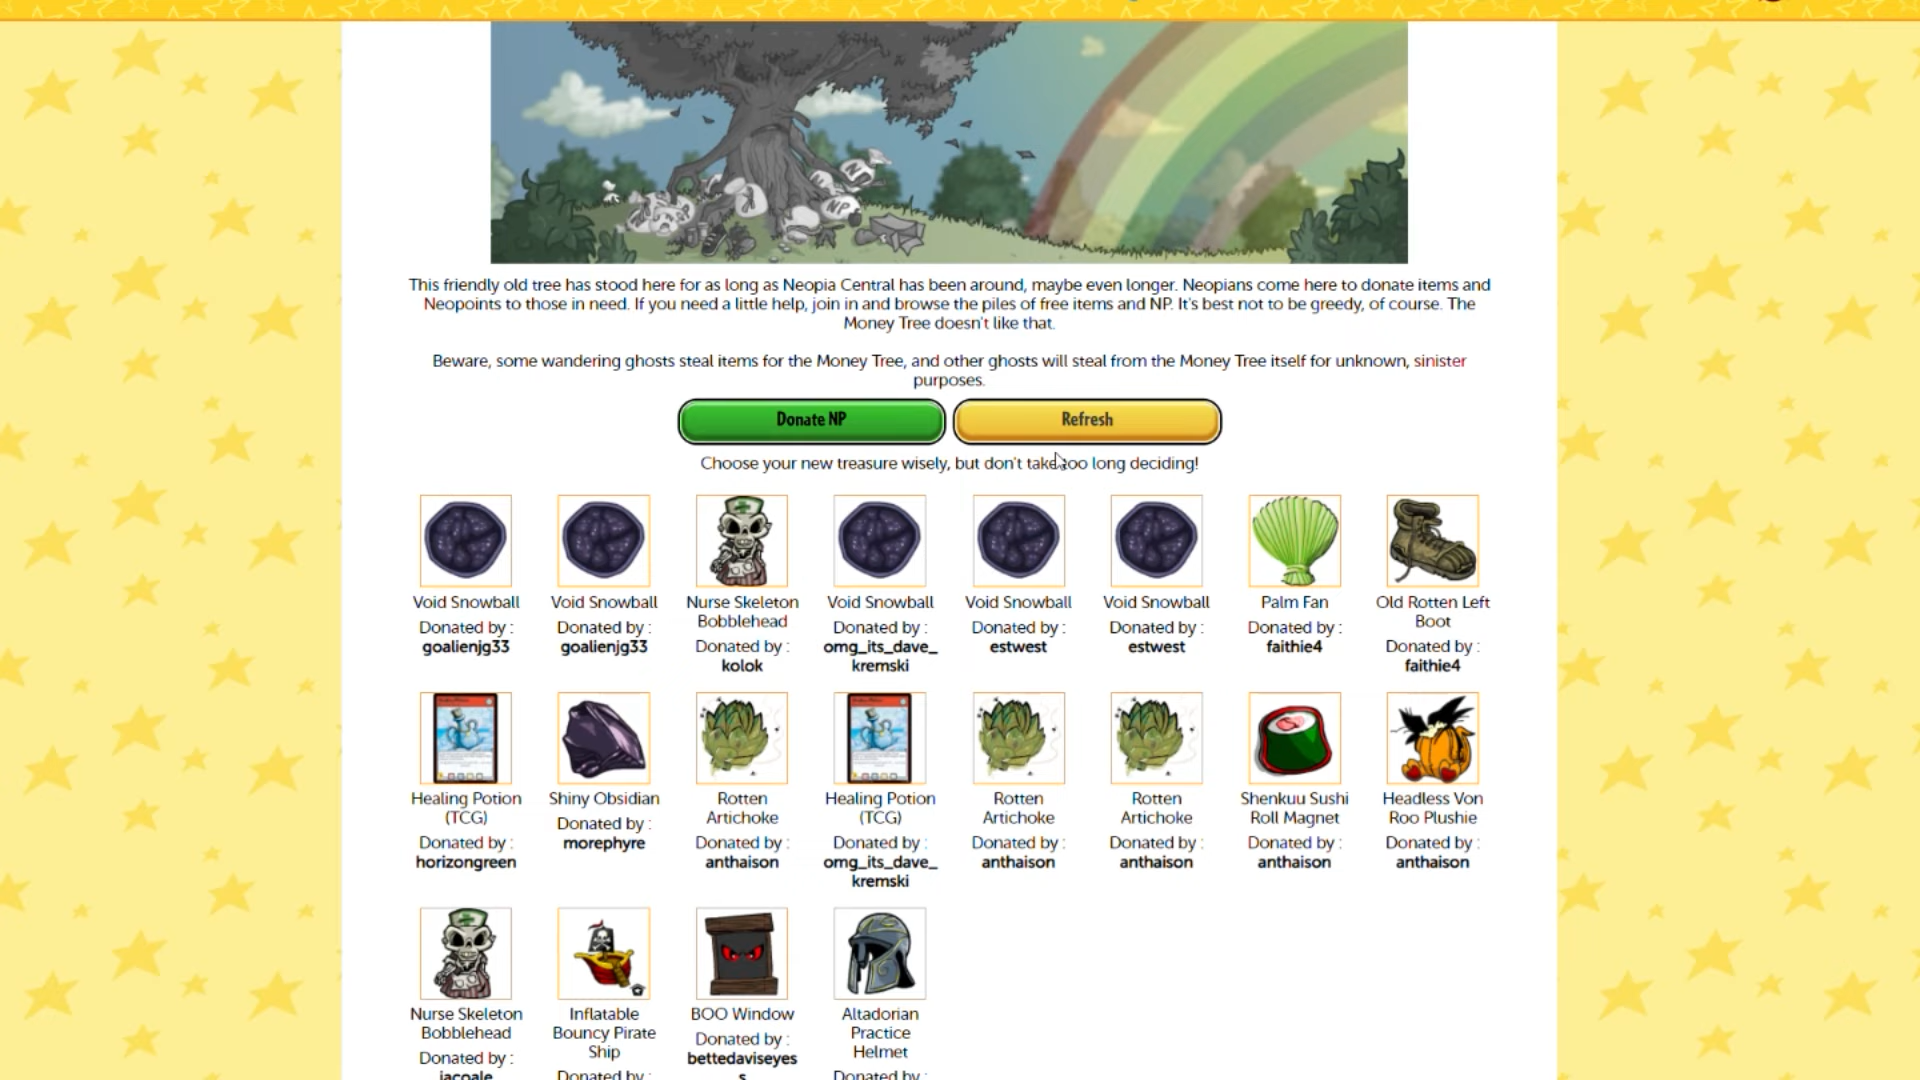 NP
This friendly old tree has stood here for as long as Neopia Central has been around, maybe even longer. Neopians come here to donate items and
Neopoints to those in need. If you need a little help, join in and browse the piles of free items and NP. It's best not to be greedy, of course. The
Money Tree doesn't like that.
Beware, some wandering ghosts steal items for the Money Tree, and other ghosts will steal from the Money Tree itself for unknown, sinister
purposes.
Donate NP
Refresh
Choose your new treasure wisely, but don't take too long deciding!
Void Snowball
Donated by :
goalienjg33
Void Snowball
Donated by :
goalienjg33
Nurse Skeleton
Bobblehead
Donated by :
kolok
Void Snowball
Donated by :
omg_its_dave_
kremski
Void Snowball
Donated by :
estwest
Void Snowball
Donated by :
estwest
Palm Fan
Donated by :
faithie4
Old Rotten Left
Boot
Donated by :
faithie4
Healing Potion
(TCG)
Donated by :
horizongreen
Shiny Obsidian
Donated by :
morephyre
Rotten
Artichoke
Donated by :
anthaison
Healing Potion
(TCG)
Donated by :
omg_its_dave_
kremski
Rotten
Artichoke
Donated by :
anthaison
Rotten
Artichoke
Donated by :
anthaison
Shenkuu Sushi
Roll Magnet
Donated by :
anthaison
Headless Von
Roo Plushie
Donated by :
anthaison
Nurse Skeleton
Bobblehead
Donated by :
jacoale
Inflatable
Bouncy Pirate
Ship
Donated by :
BOO Window
Donated by :
bettedaviseyes
s
Altadorian
Practice
Helmet
Donated by :